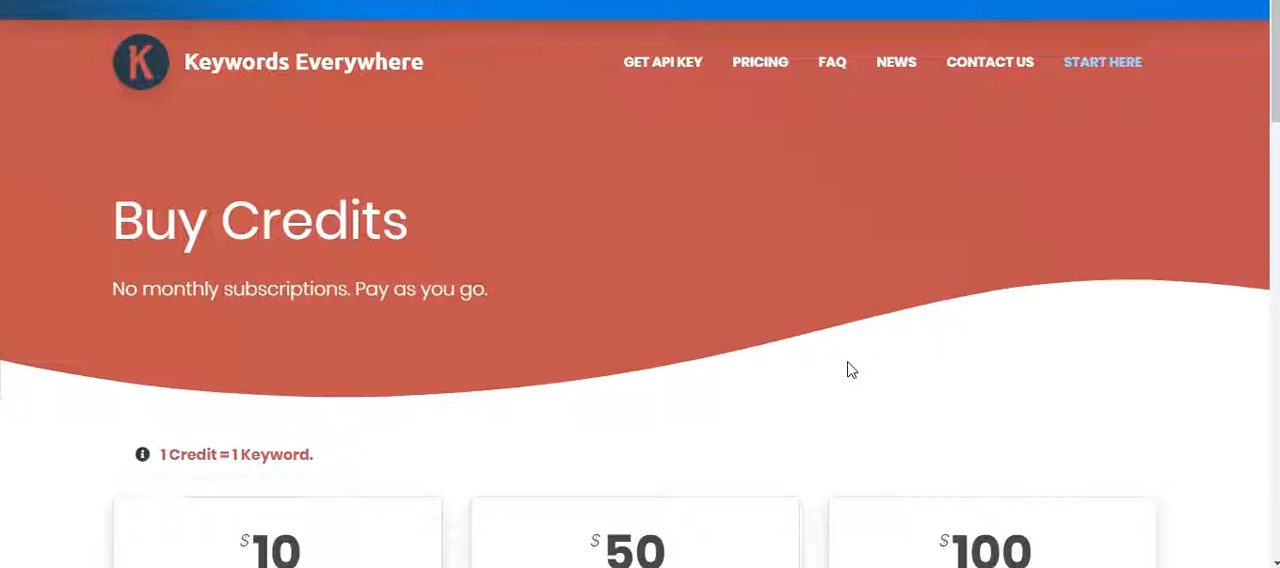 K Keywords Everywhere GET API KEY PRICING FAQ NEWS CONTACT US START HERE
Buy Credits
No monthly subscriptions. Pay as you go.
1 Credit = 1 Keyword.
$10 $50 $100